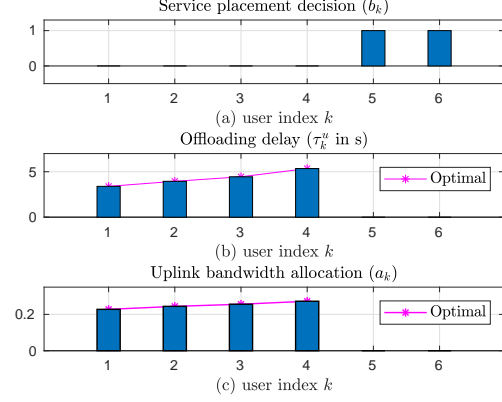 Service placement decision (b_k)
1
0
1 2 3 4 5 6
(a) user index k
Offloading delay (τ_k^u in s)
5
Optimal
0
1 2 3 4 5 6
(b) user index k
Uplink bandwidth allocation (a_k)
0.2
Optimal
0
1 2 3 4 5 6
(c) user index k